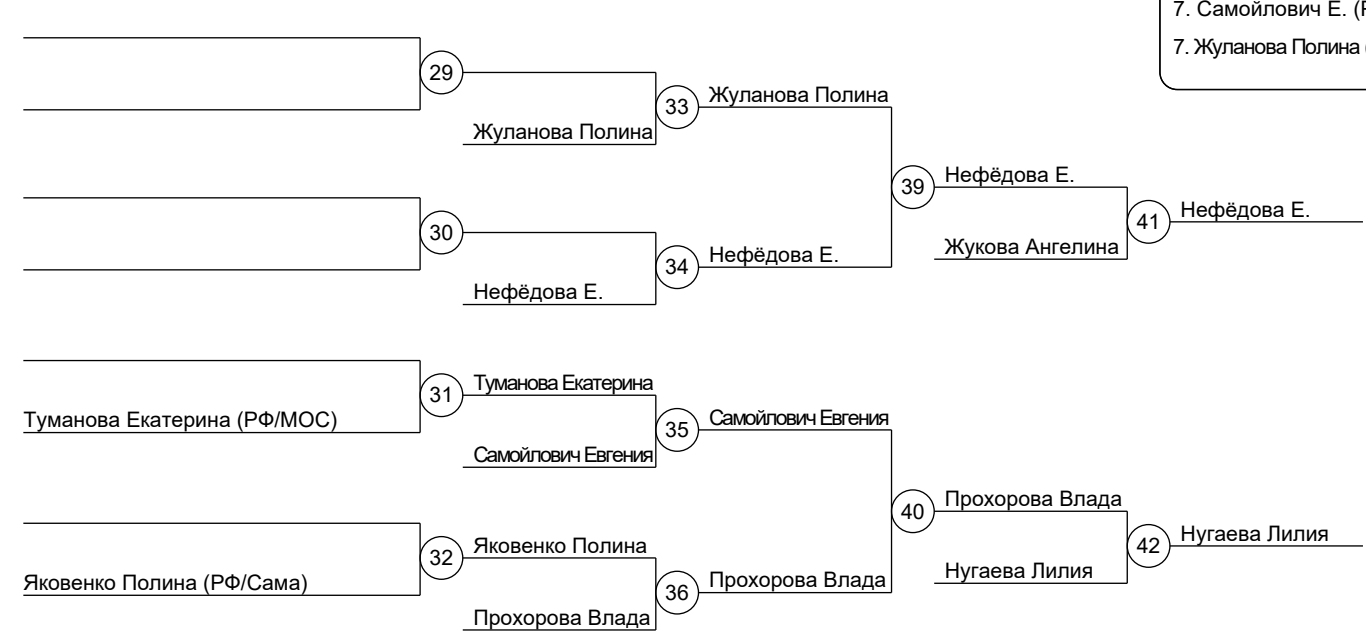 7. Самойлович Е. (
7. Жуланова Полина
29
Жуланова Полина
33
Жуланова Полина
Жуланова Полина
30
Нефёдова Е.
34
Нефёдова Е.
39
Нефёдова Е.
Жукова Ангелина
41
Нефёдова Е.
Туманова Екатерина (РФ/МОС)
31
Туманова Екатерина
Самойлович Евгения
35
Самойлович Евгения
Яковенко Полина (РФ/Сама)
32
Яковенко Полина
Прохорова Влада
36
Прохорова Влада
40
Прохорова Влада
Нугаева Лилия
42
Нугаева Лилия